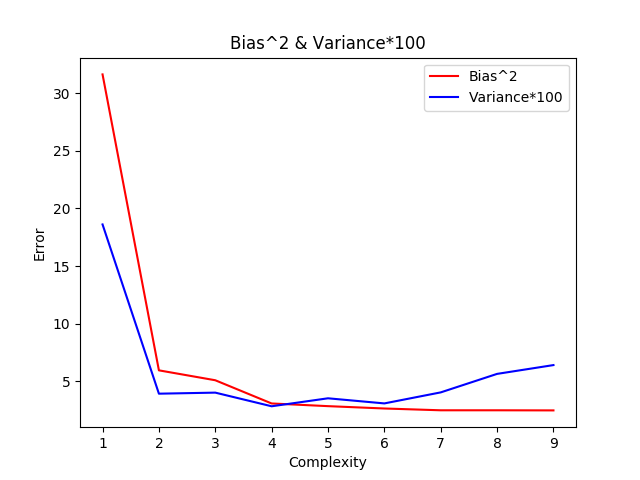 Bias^2 & Variance*100
Bias^2
Variance*100
30
25
20
15
10
5
Error
1 2 3 4 5 6 7 8 9
Complexity